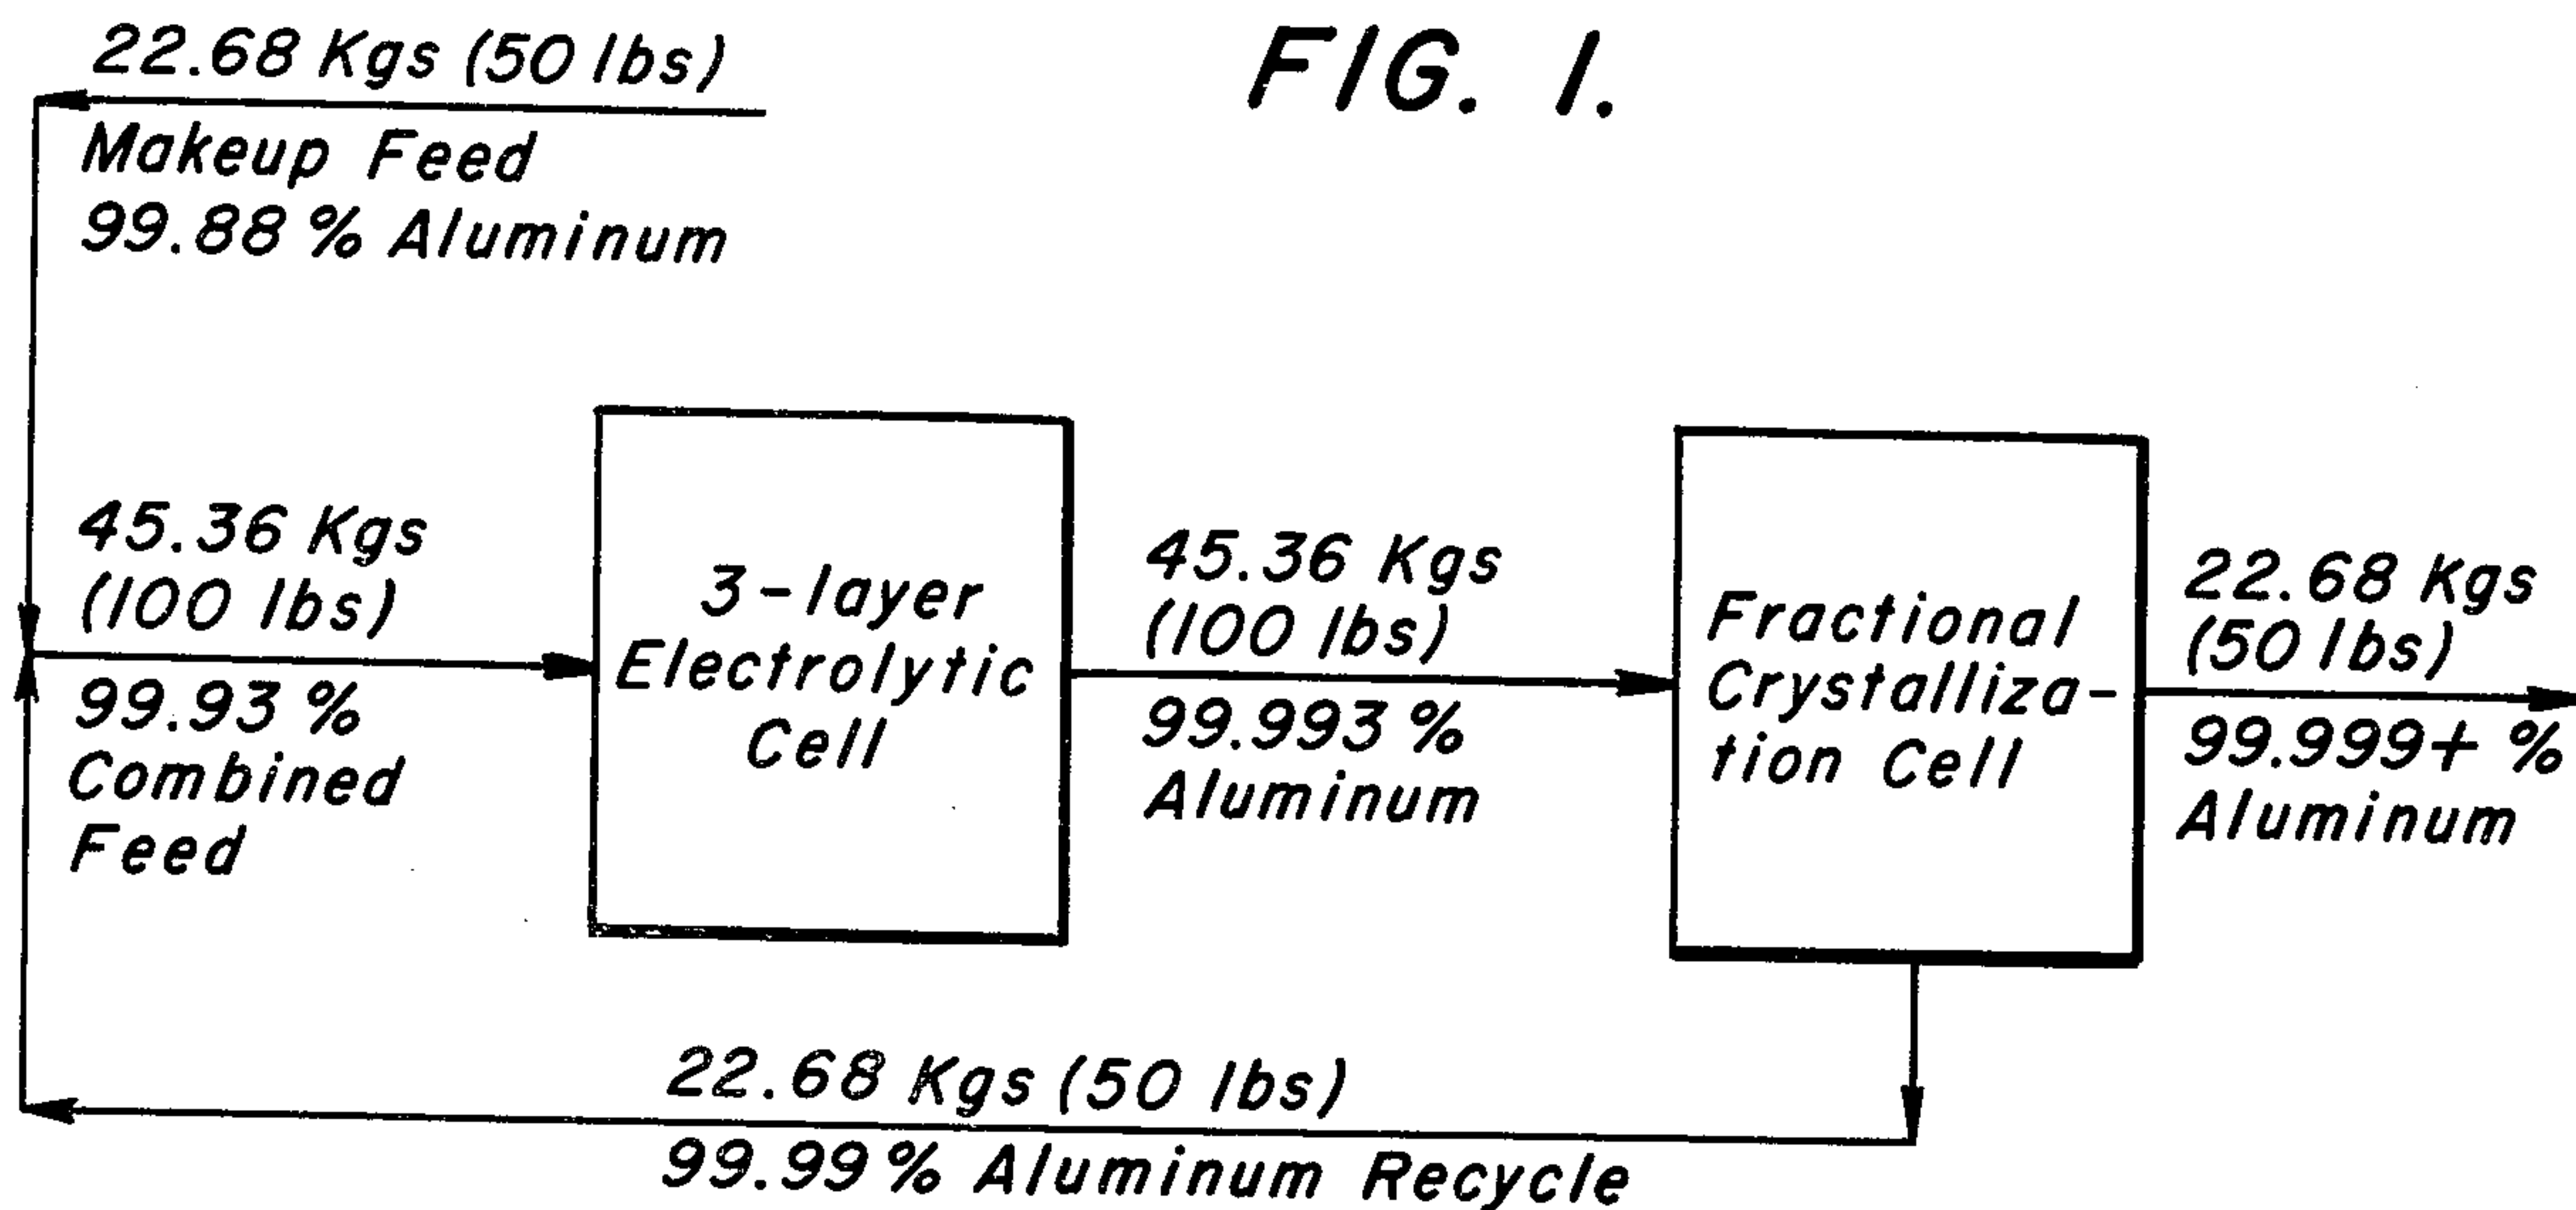 FIG. 1.
22.68 Kgs (50 lbs)
Makeup Feed
99.88 % Aluminum
45.36 Kgs
(100 lbs)
99.93 %
Combined
Feed
3-layer
Electrolytic
Cell
45.36 Kgs
(100 lbs)
99.993 %
Aluminum
Fractional
Crystalliza-
tion Cell
22.68 Kgs
(50 lbs)
99.999+ %
Aluminum
22.68 Kgs (50 lbs)
99.99 % Aluminum Recycle